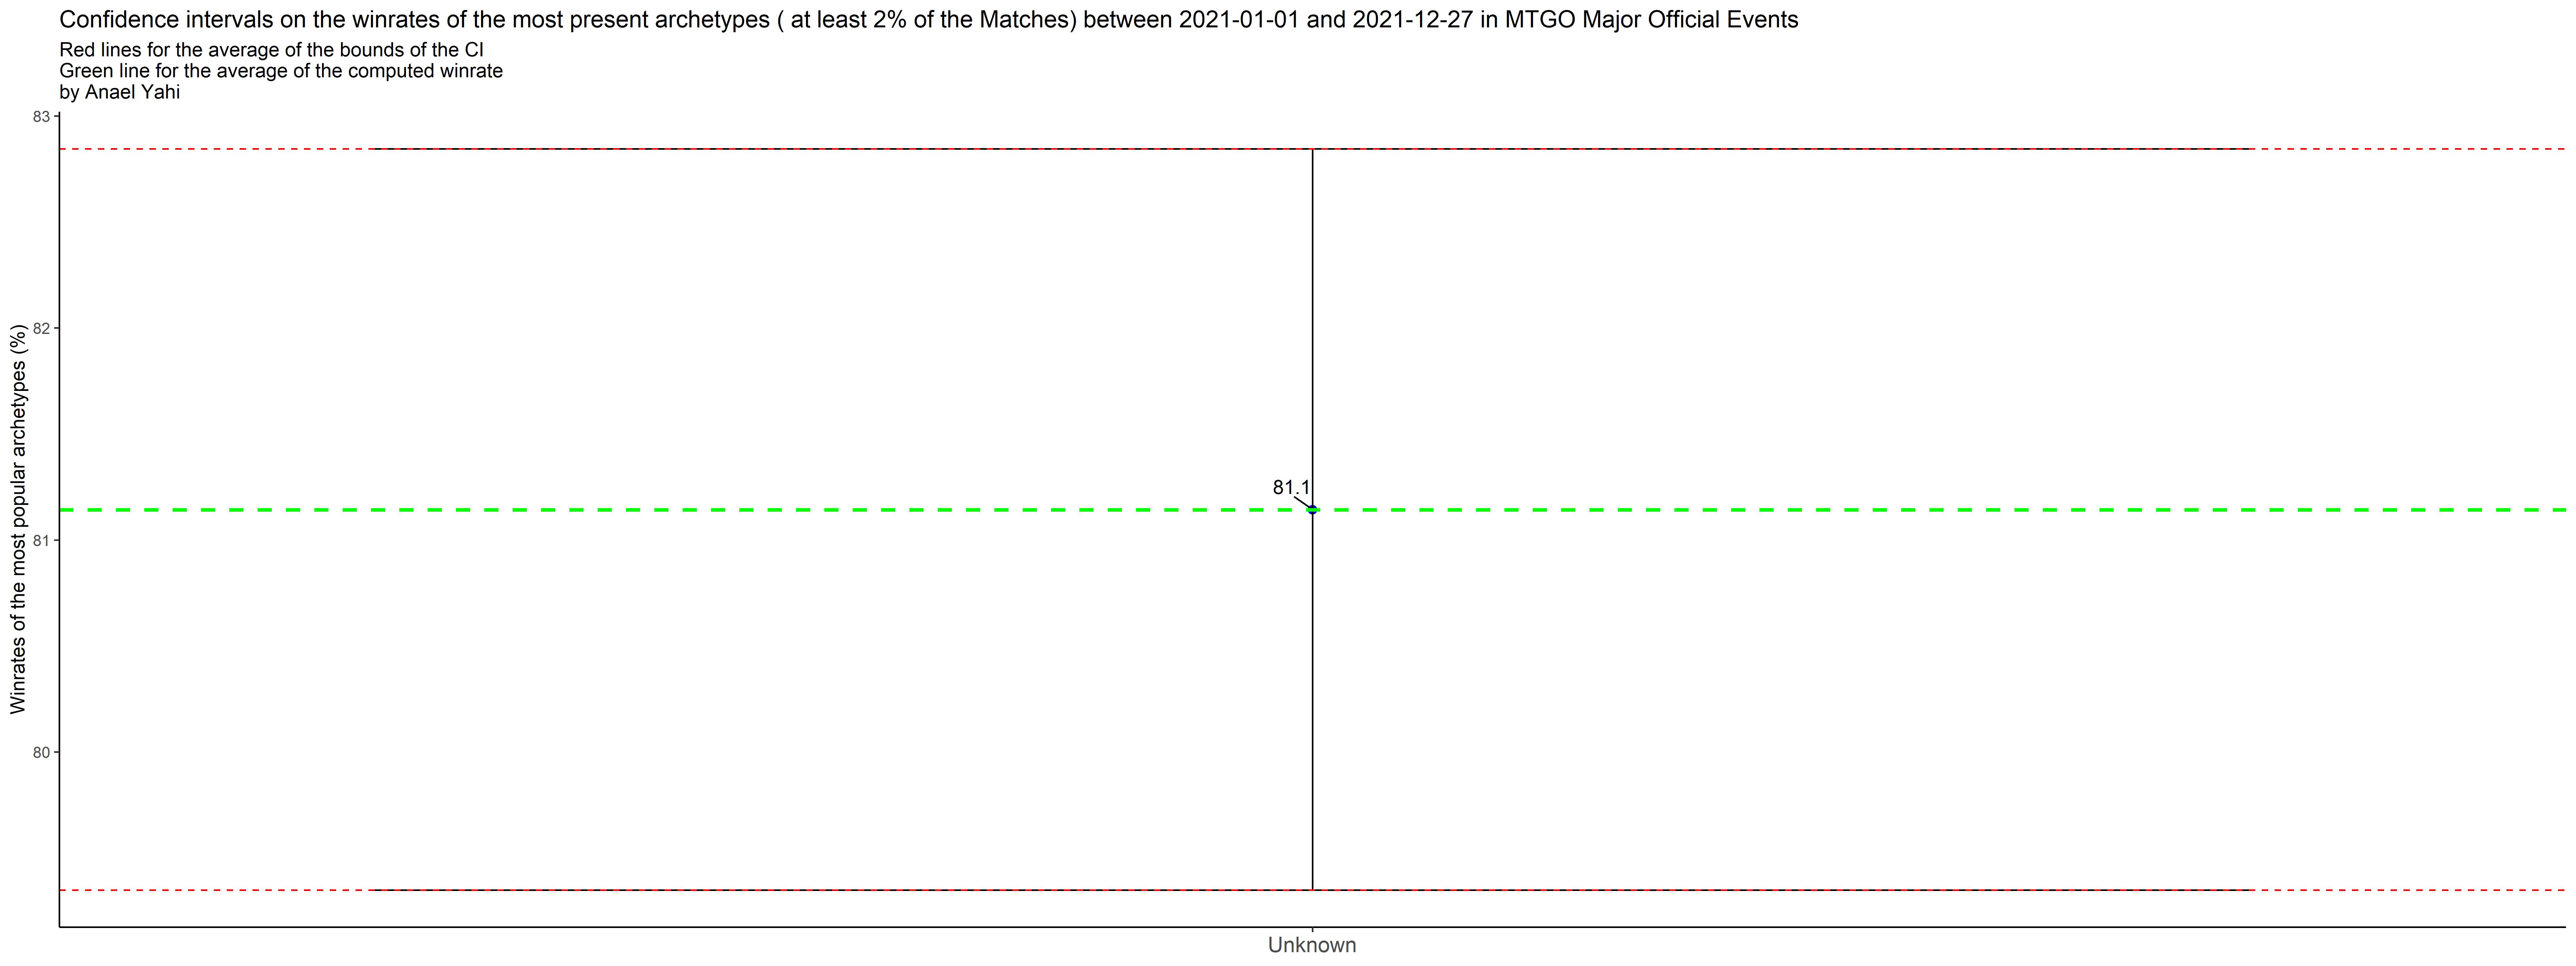 Confidence intervals on the winrates of the most present archetypes ( at least 2% of the Matches) between 2021-01-01 and 2021-12-27 in MTGO Major Official Events
Red lines for the average of the bounds of the CI
Green line for the average of the computed winrate
by Anael Yahi
83
82
81
80
Winrates of the most popular archetypes (%)
81.1
Unknown